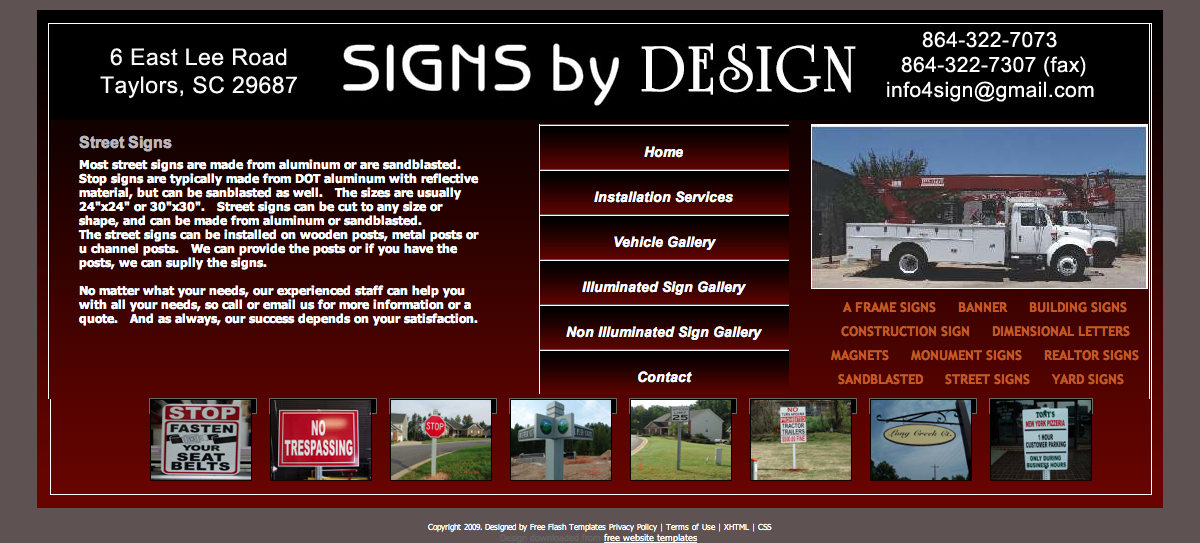 6 East Lee Road
Taylors, SC 29687
SIGNS by DESIGN
864-322-7073
864-322-7307 (fax)
info4sign@gmail.com
Street Signs
Most street signs are made from aluminum or are sandblasted.
Stop signs are typically made from DOT aluminum with reflective
material, but can be sanblasted as well. The sizes are usually
24"x24" or 30"x30". Street signs can be cut to any size or
shape, and can be made from aluminum or sandblasted.
The street signs can be installed on wooden posts, metal posts or
u channel posts. We can provide the posts or if you have the
posts, we can suplly the signs.
No matter what your needs, our experienced staff can help you
with all your needs, so call or email us for more information or a
quote. And as always, our success depends on your satisfaction.
Home
Installation Services
Vehicle Gallery
Illuminated Sign Gallery
Non Illuminated Sign Gallery
Contact
A FRAME SIGNS BANNER BUILDING SIGNS
CONSTRUCTION SIGN DIMENSIONAL LETTERS
MAGNETS MONUMENT SIGNS REALTOR SIGNS
SANDBLASTED STREET SIGNS YARD SIGNS
STOP
FASTEN
YOUR
SEAT
BELTS
NO
TRESPASSING
STOP
25
NO
TURN AROUND
PROHIBITED
TRACTOR
TRAILERS
Long Creek Ct.
TONY'S
NEW YORK PIZZERIA
1 HOUR
CUSTOMER PARKING
ONLY DURING
BUSINESS HOURS
Copyright 2009. Designed by Free Flash Templates Privacy Policy | Terms of Use | XHTML | CSS
Design downloaded from free website templates